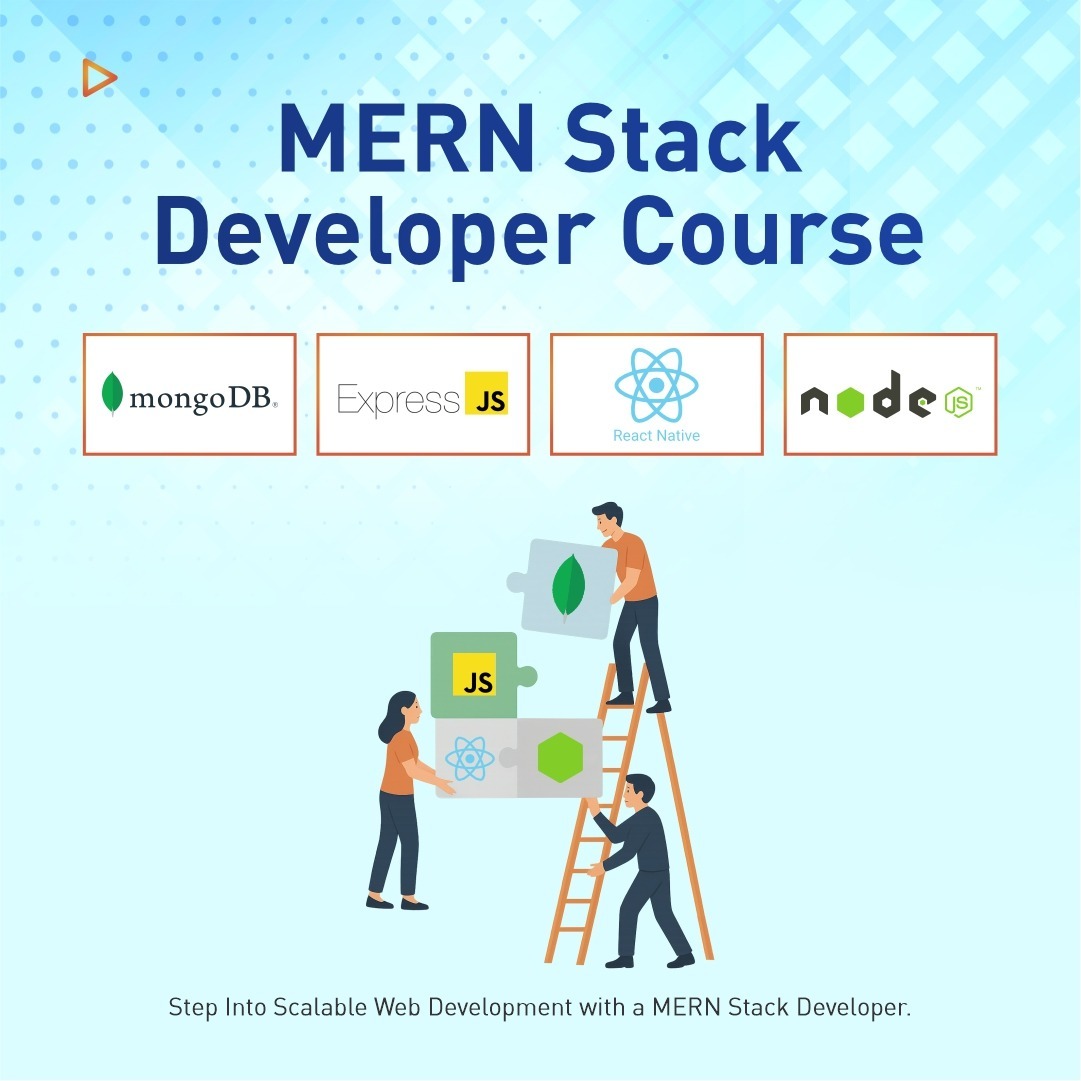 MERN Stack
Developer Course
mongoDB®
Express JS
React Native
node JS ™
JS
Step Into Scalable Web Development with a MERN Stack Developer.